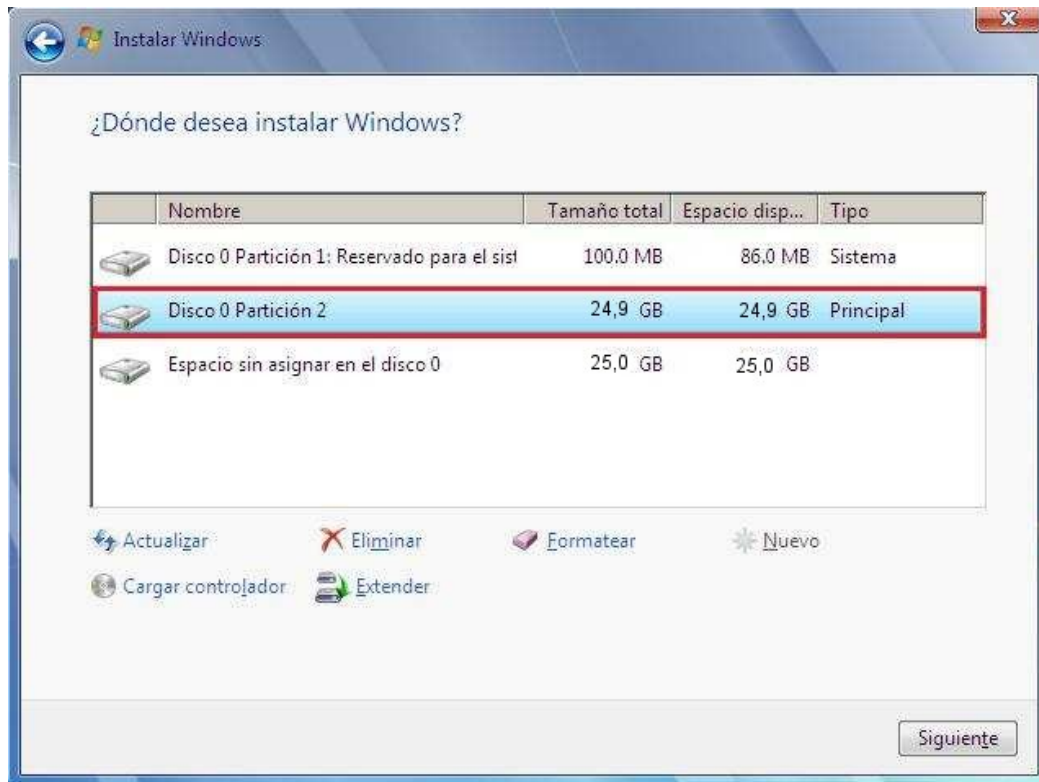 Instalar Windows
¿Dónde desea instalar Windows?
Nombre Tamaño total Espacio disp... Tipo
Disco 0 Partición 1: Reservado para el sist 100.0 MB 86.0 MB Sistema
Disco 0 Partición 2 24,9 GB 24,9 GB Principal
Espacio sin asignar en el disco 0 25,0 GB 25,0 GB
Actualizar Eliminar Formatear Nuevo
Cargar controlador Extender
Siguiente